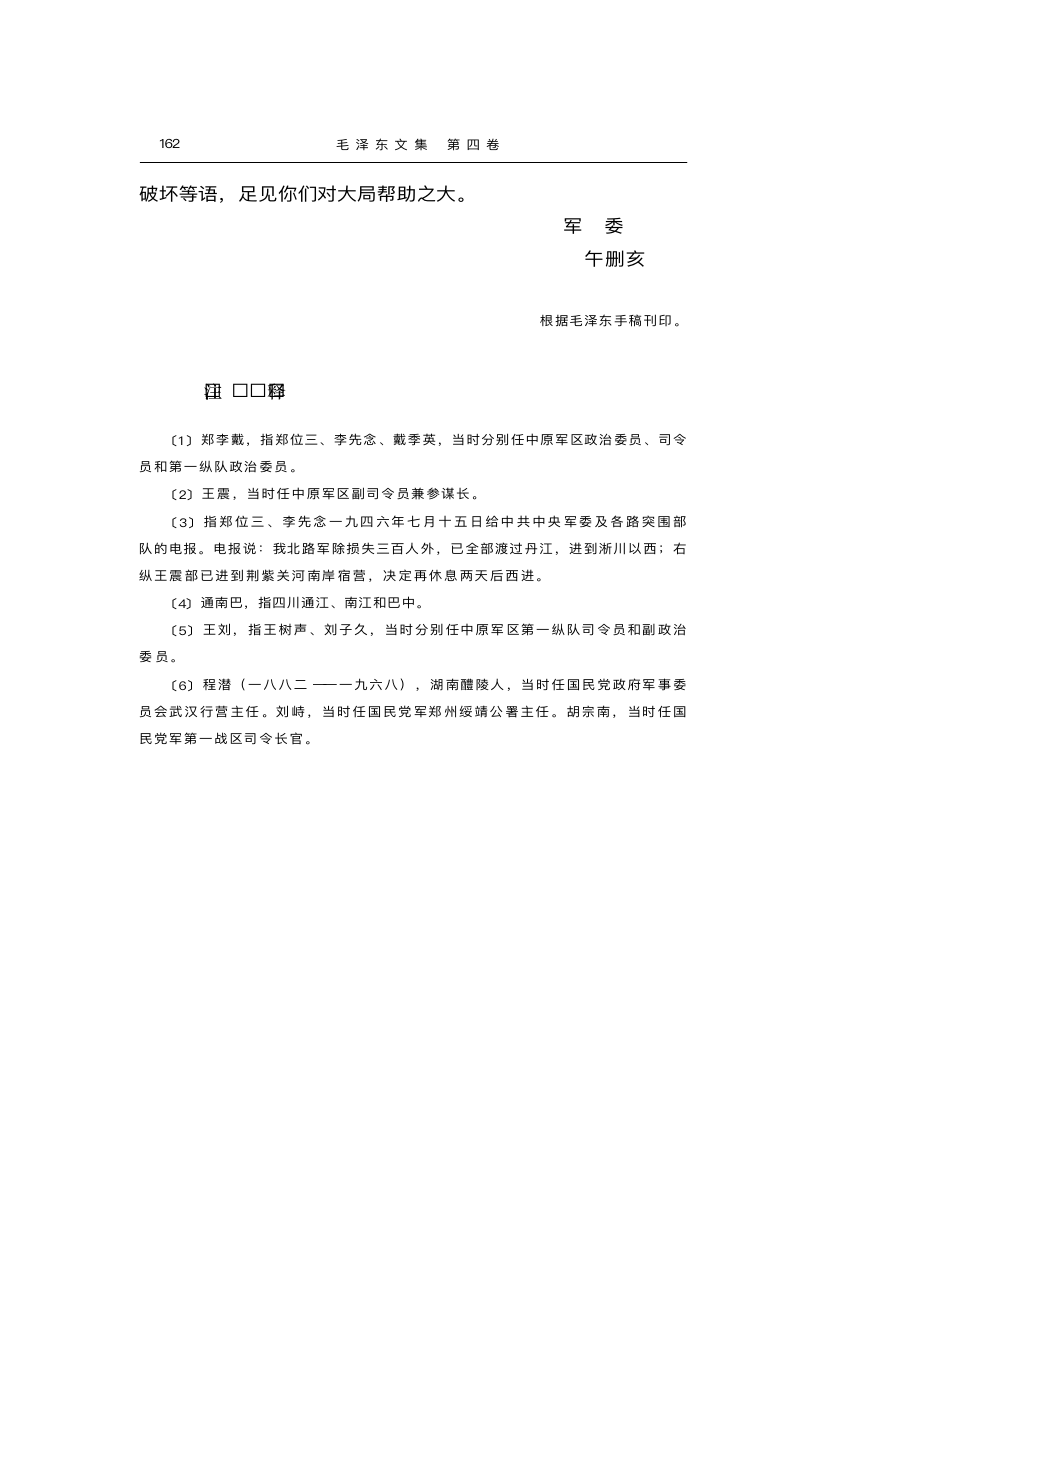 162 毛泽东文集 第四卷
破坏等语，足见你们对大局帮助之大。
军 委
午删亥
根据毛泽东手稿刊印。
注 □□释
〔1〕郑李戴，指郑位三、李先念、戴季英，当时分别任中原军区政治委员、司令
员和第一纵队政治委员。
〔2〕王震，当时任中原军区副司令员兼参谋长。
〔3〕指郑位三、李先念一九四六年七月十五日给中共中央军委及各路突围部
队的电报。电报说：我北路军除损失三百人外，已全部渡过丹江，进到淅川以西；右
纵王震部已进到荆紫关河南岸宿营，决定再休息两天后西进。
〔4〕通南巴，指四川通江、南江和巴中。
〔5〕王刘，指王树声、刘子久，当时分别任中原军区第一纵队司令员和副政治
委员。
〔6〕程潜（一八八二——一九六八），湖南醴陵人，当时任国民党政府军事委
员会武汉行营主任。刘峙，当时任国民党军郑州绥靖公署主任。胡宗南，当时任国
民党军第一战区司令长官。